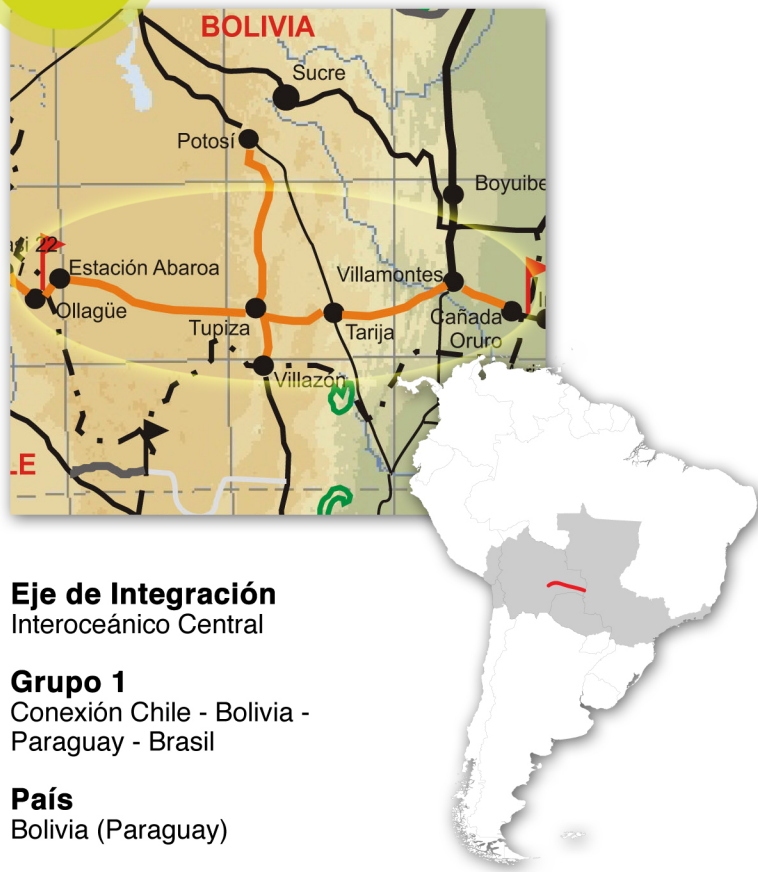 BOLIVIA
Sucre
Potosí
Boyuibe
22
Estación Abaroa
Villamontes
Ollagüe
Cañada
Oruro
Tupiza
Tarija
Villazón
LE
Eje de Integración
Interoceánico Central
Grupo 1
Conexión Chile - Bolivia -
Paraguay - Brasil
País
Bolivia (Paraguay)